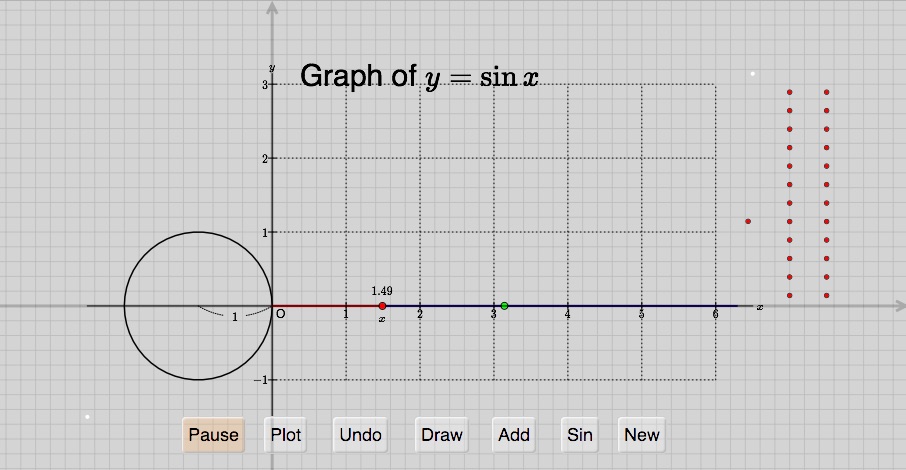 y
Graph of y = sin x
3
2
1
1.49
1
O 1 2 3 4 5 6 x
x
−1
Pause Plot Undo Draw Add Sin New